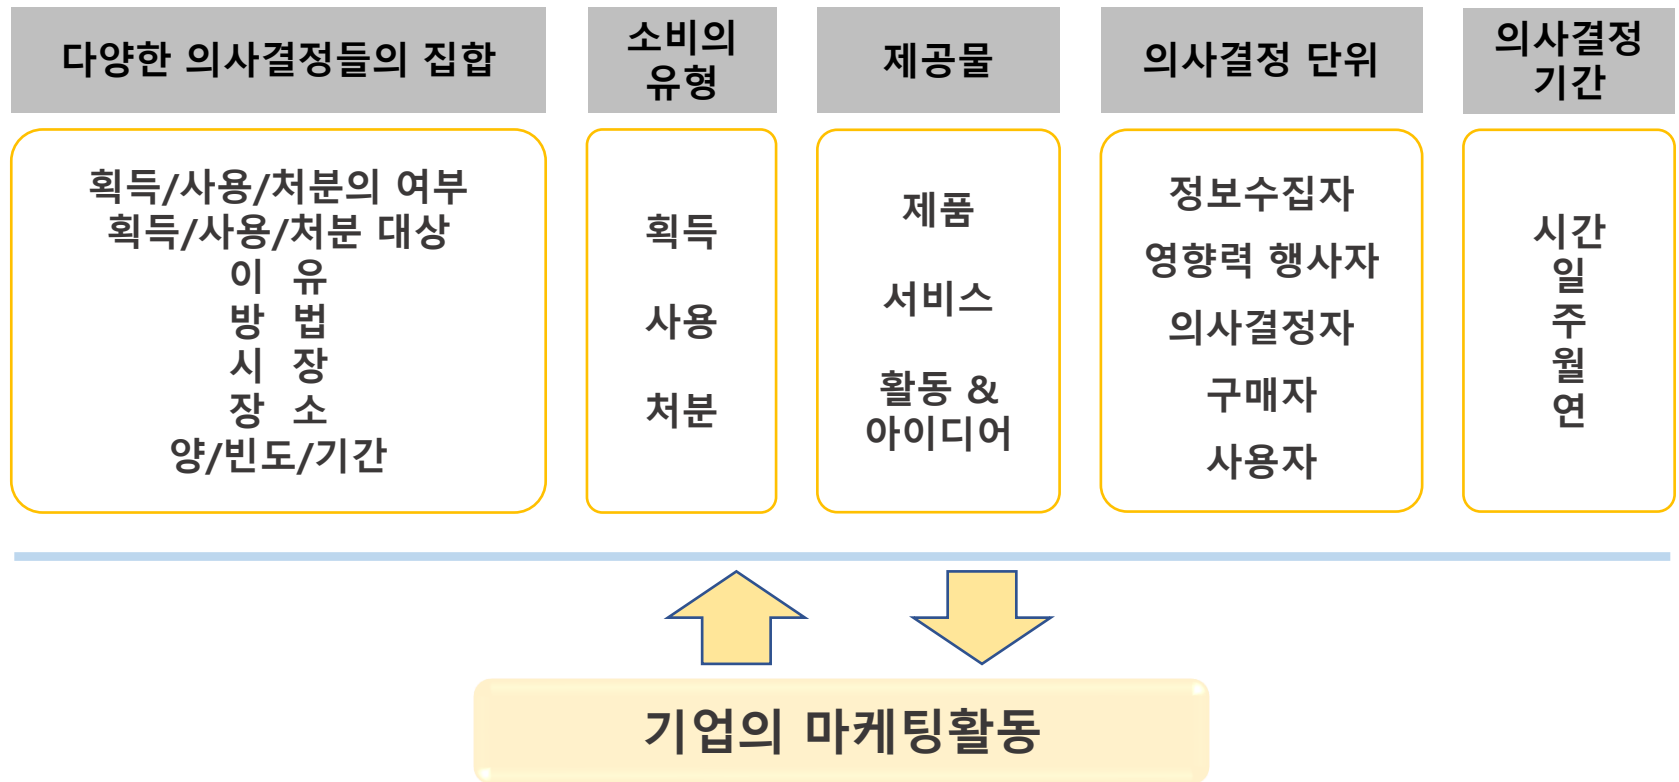 다양한 의사결정들의 집합
소비의
유형
제공물
의사결정 단위
의사결정
기간
획득/사용/처분의 여부
획득/사용/처분 대상
이 유
방 법
시 장
장 소
양/빈도/기간
획득
사용
처분
제품
서비스
활동 &
아이디어
정보수집자
영향력 행사자
의사결정자
구매자
사용자
시간
일
주
월
연
기업의 마케팅활동